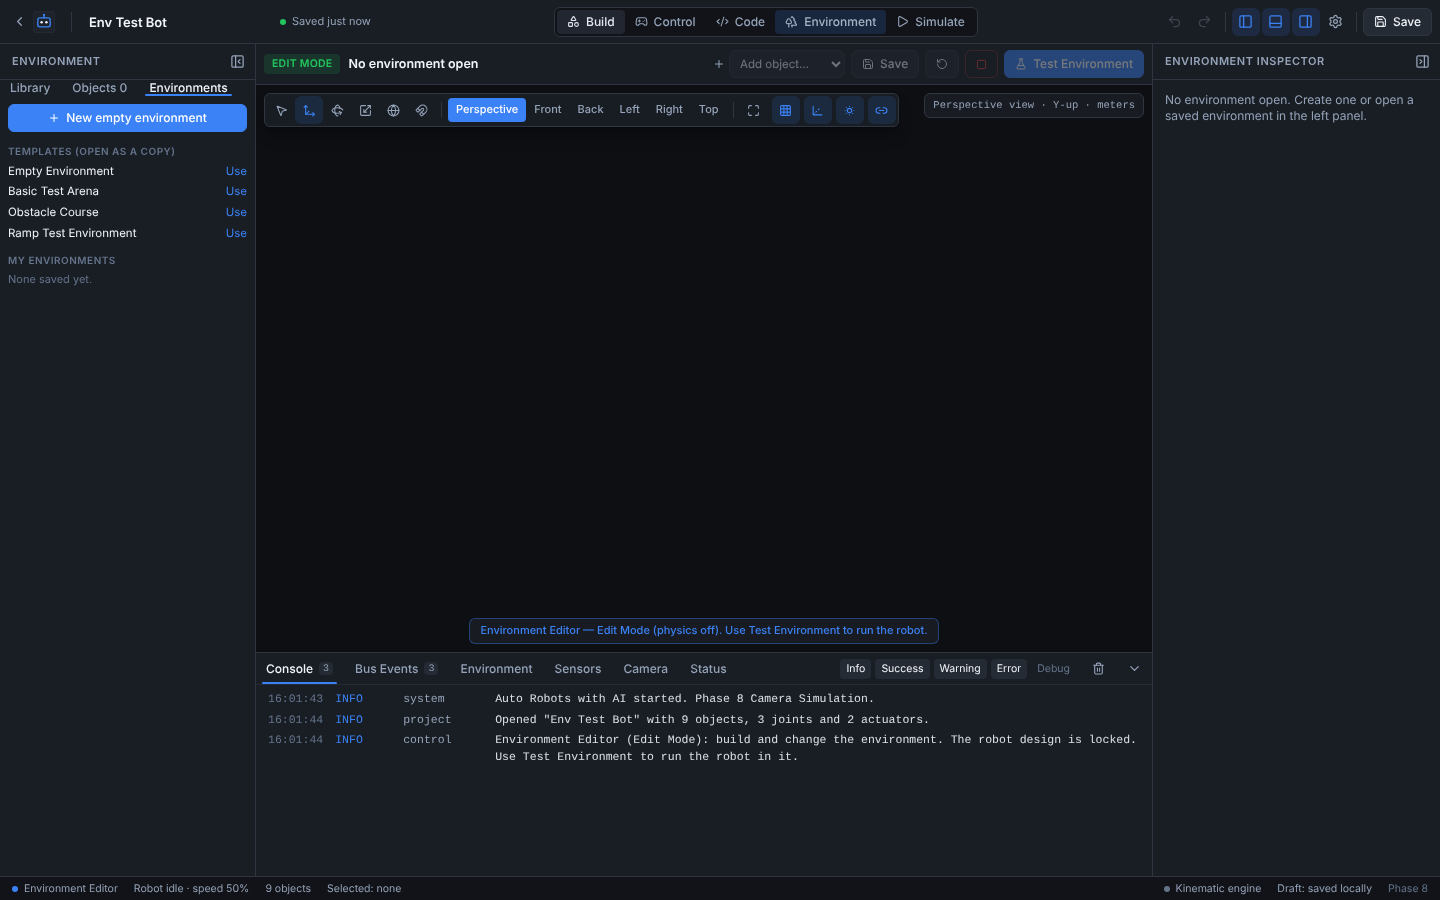 Env Test Bot
Saved just now
Build
Control
Code
Environment
Simulate
Save
ENVIRONMENT
Library
Objects 0
Environments
+ New empty environment
TEMPLATES (OPEN AS A COPY)
Empty Environment Use
Basic Test Arena Use
Obstacle Course Use
Ramp Test Environment Use
MY ENVIRONMENTS
None saved yet.
EDIT MODE No environment open
+ Add object...
Save
Test Environment
Perspective Front Back Left Right Top
Perspective view · Y-up · meters
Environment Editor — Edit Mode (physics off). Use Test Environment to run the robot.
ENVIRONMENT INSPECTOR
No environment open. Create one or open a
saved environment in the left panel.
Console 3 Bus Events 3 Environment Sensors Camera Status
Info Success Warning Error Debug
16:01:43 INFO system Auto Robots with AI started. Phase 8 Camera Simulation.
16:01:44 INFO project Opened "Env Test Bot" with 9 objects, 3 joints and 2 actuators.
16:01:44 INFO control Environment Editor (Edit Mode): build and change the environment. The robot design is locked.
Use Test Environment to run the robot in it.
Environment Editor Robot idle · speed 50% 9 objects Selected: none
Kinematic engine Draft: saved locally Phase 8